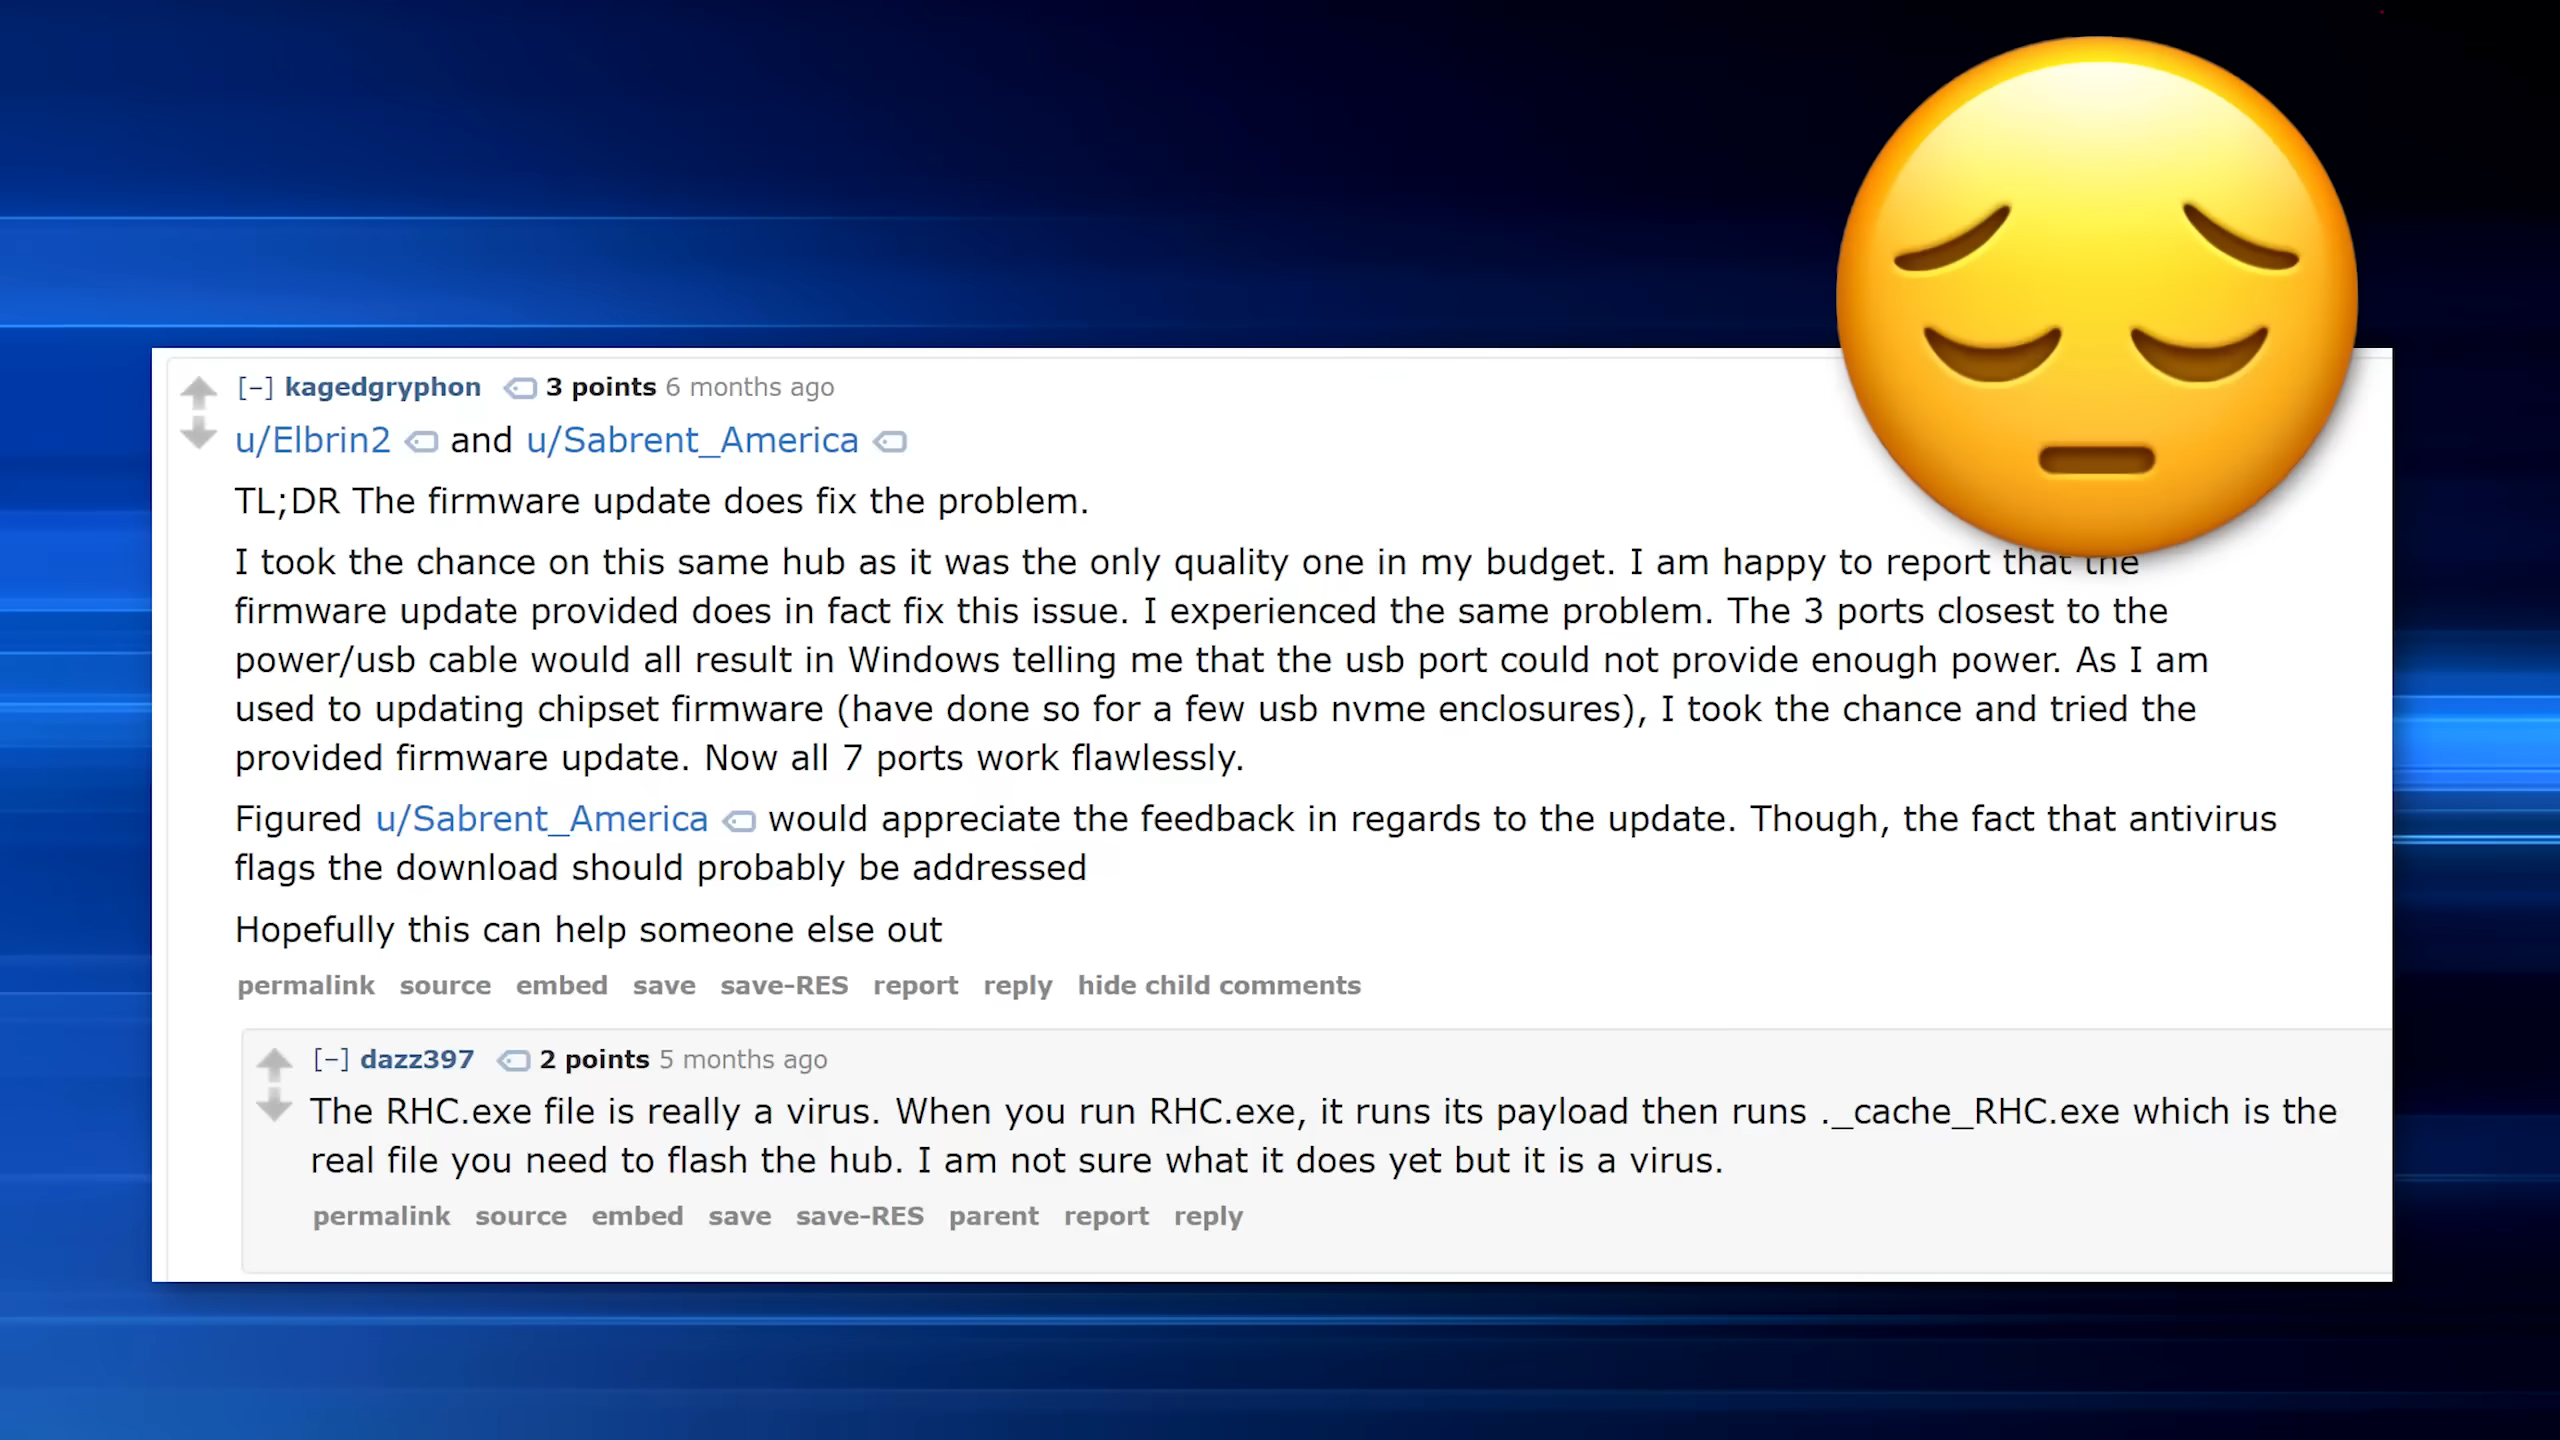 [−] kagedgryphon 3 points 6 months ago
u/Elbrin2 and u/Sabrent_America
TL;DR The firmware update does fix the problem.
I took the chance on this same hub as it was the only quality one in my budget. I am happy to report that the
firmware update provided does in fact fix this issue. I experienced the same problem. The 3 ports closest to the
power/usb cable would all result in Windows telling me that the usb port could not provide enough power. As I am
used to updating chipset firmware (have done so for a few usb nvme enclosures), I took the chance and tried the
provided firmware update. Now all 7 ports work flawlessly.
Figured u/Sabrent_America would appreciate the feedback in regards to the update. Though, the fact that antivirus
flags the download should probably be addressed
Hopefully this can help someone else out
permalink source embed save save-RES report reply hide child comments
[−] dazz397 2 points 5 months ago
The RHC.exe file is really a virus. When you run RHC.exe, it runs its payload then runs ._cache_RHC.exe which is the
real file you need to flash the hub. I am not sure what it does yet but it is a virus.
permalink source embed save save-RES parent report reply